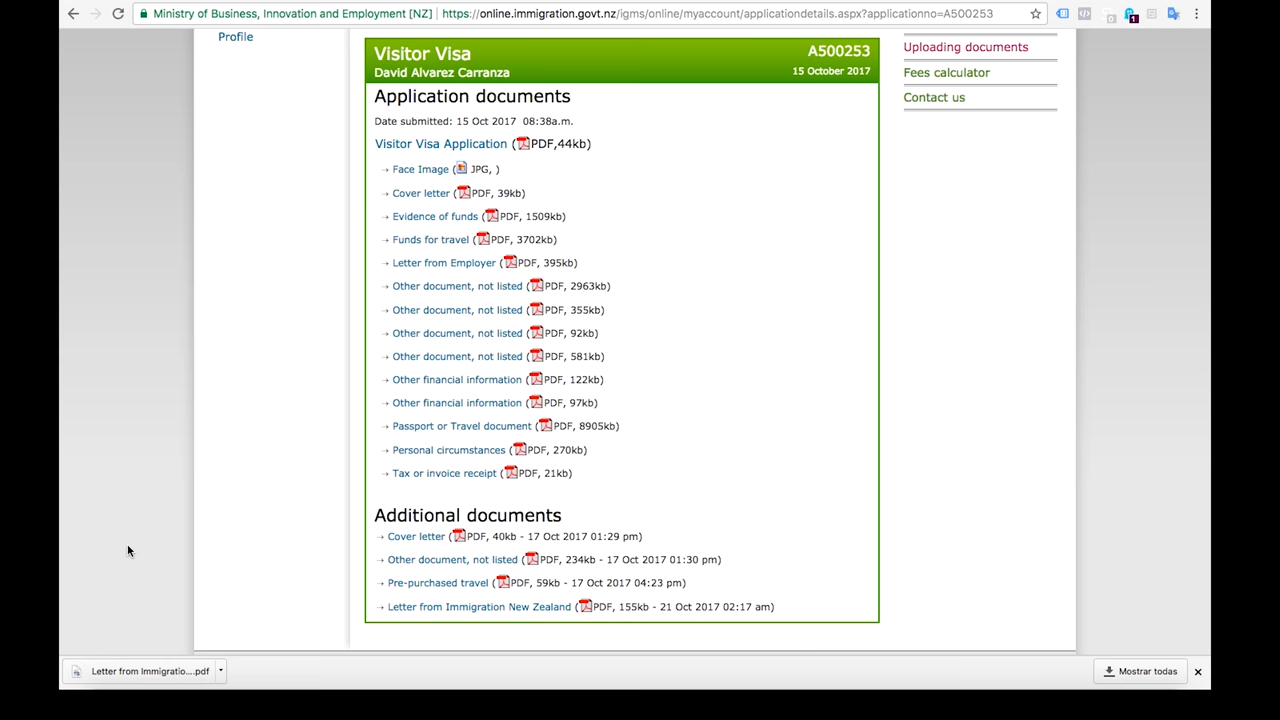 Ministry of Business, Innovation and Employment [NZ]
https://online.immigration.govt.nz/igms/online/myaccount/applicationdetails.aspx?applicationno=A500253
0
1
Profile
Visitor Visa
A500253
David Alvarez Carranza
15 October 2017
Uploading documents
Fees calculator
Contact us
Application documents
Date submitted: 15 Oct 2017 08:38a.m.
Visitor Visa Application (PDF,44kb)
Face Image ( JPG, )
Cover letter (PDF, 39kb)
Evidence of funds (PDF, 1509kb)
Funds for travel (PDF, 3702kb)
Letter from Employer (PDF, 395kb)
Other document, not listed (PDF, 2963kb)
Other document, not listed (PDF, 355kb)
Other document, not listed (PDF, 92kb)
Other document, not listed (PDF, 581kb)
Other financial information (PDF, 122kb)
Other financial information (PDF, 97kb)
Passport or Travel document (PDF, 8905kb)
Personal circumstances (PDF, 270kb)
Tax or invoice receipt (PDF, 21kb)
Additional documents
Cover letter (PDF, 40kb - 17 Oct 2017 01:29 pm)
Other document, not listed (PDF, 234kb - 17 Oct 2017 01:30 pm)
Pre-purchased travel (PDF, 59kb - 17 Oct 2017 04:23 pm)
Letter from Immigration New Zealand (PDF, 155kb - 21 Oct 2017 02:17 am)
Letter from Immigratio....pdf
Mostrar todas